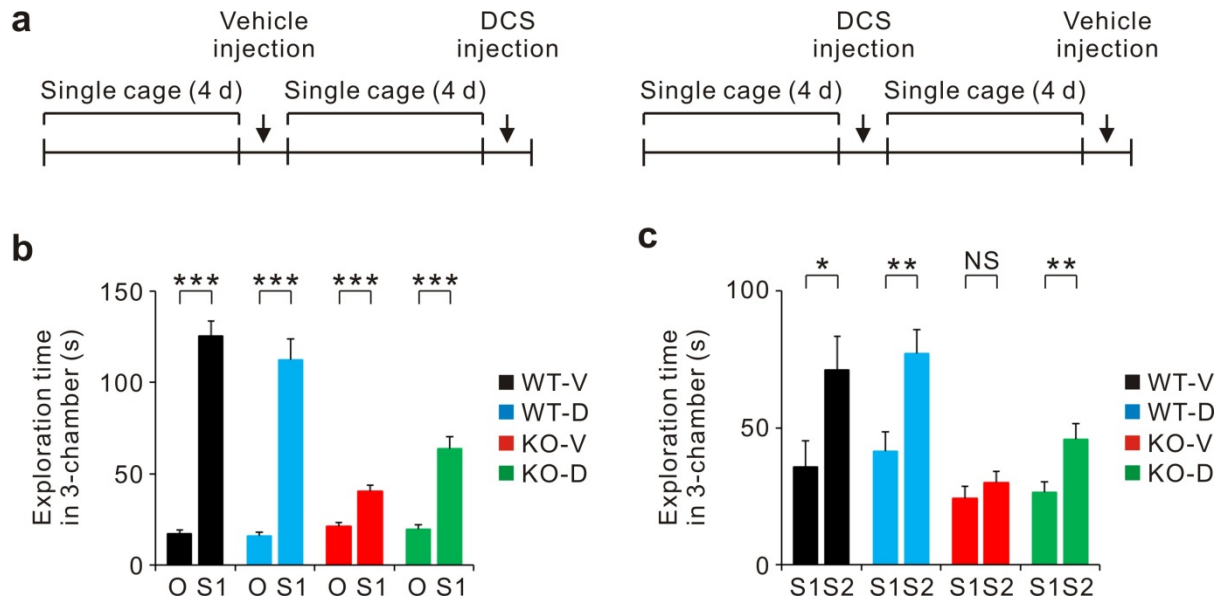 a
Vehicle injection
DCS injection
Single cage (4 d)
Single cage (4 d)
DCS injection
Vehicle injection
Single cage (4 d)
Single cage (4 d)
b
Exploration time
in 3-chamber (s)
150
100
50
0
*** *** *** ***
O S1 O S1 O S1 O S1
WT-V
WT-D
KO-V
KO-D
c
Exploration time
in 3-chamber (s)
100
50
0
* ** NS **
S1S2 S1S2 S1S2 S1S2
WT-V
WT-D
KO-V
KO-D